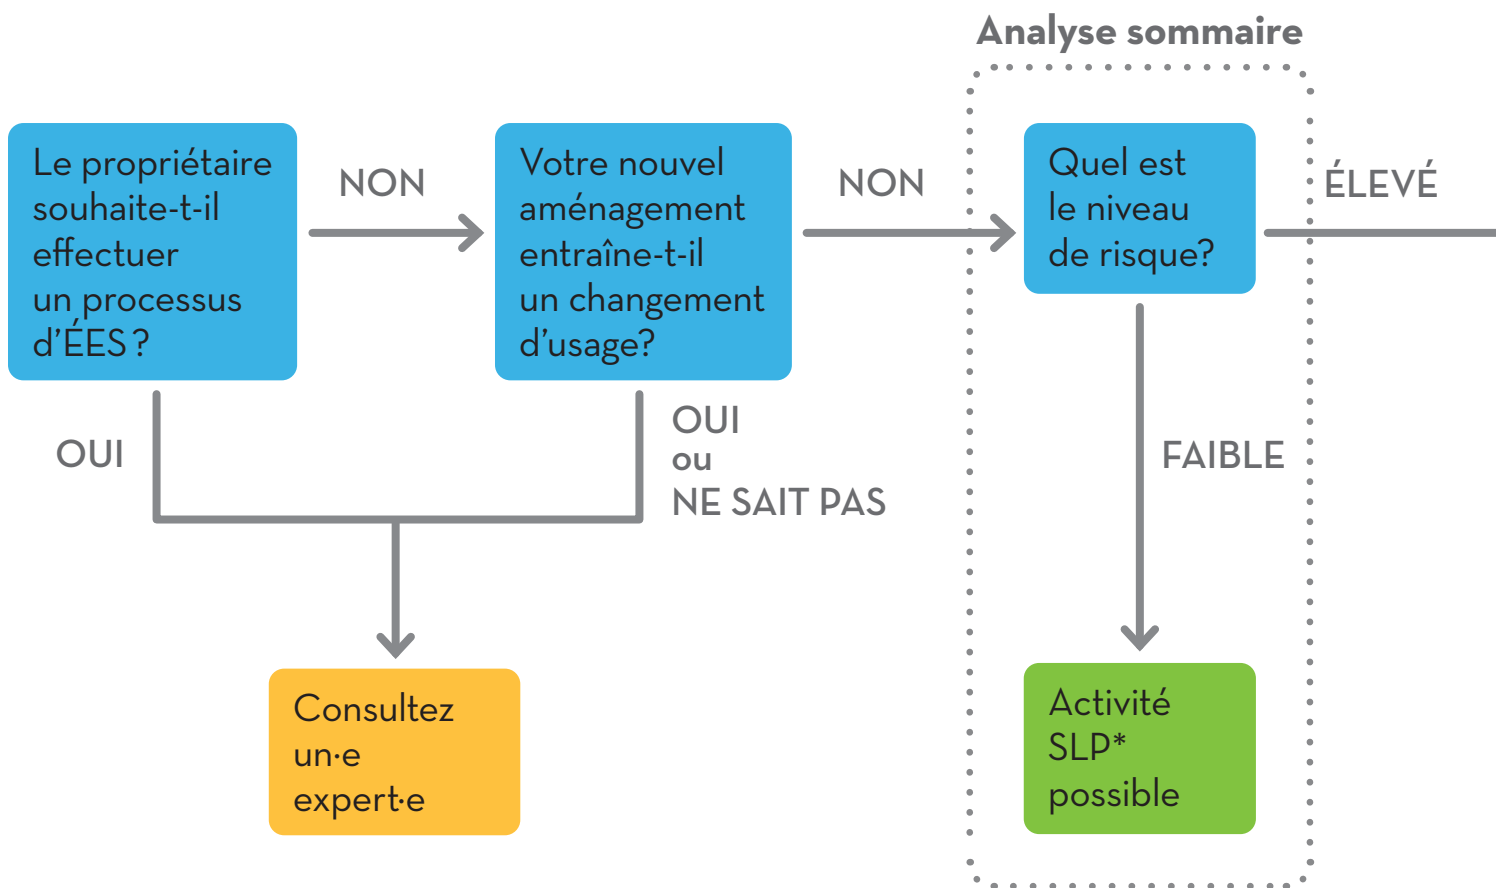 Analyse sommaire
Le propriétaire
souhaite-t-il
effectuer
un processus
d'ÉES ?
NON
Votre nouvel
aménagement
entraîne-t-il
un changement
d'usage?
NON
Quel est
le niveau
de risque?
ÉLEVÉ
OUI
OUI
ou
NE SAIT PAS
FAIBLE
Consultez
un·e
expert·e
Activité
SLP*
possible